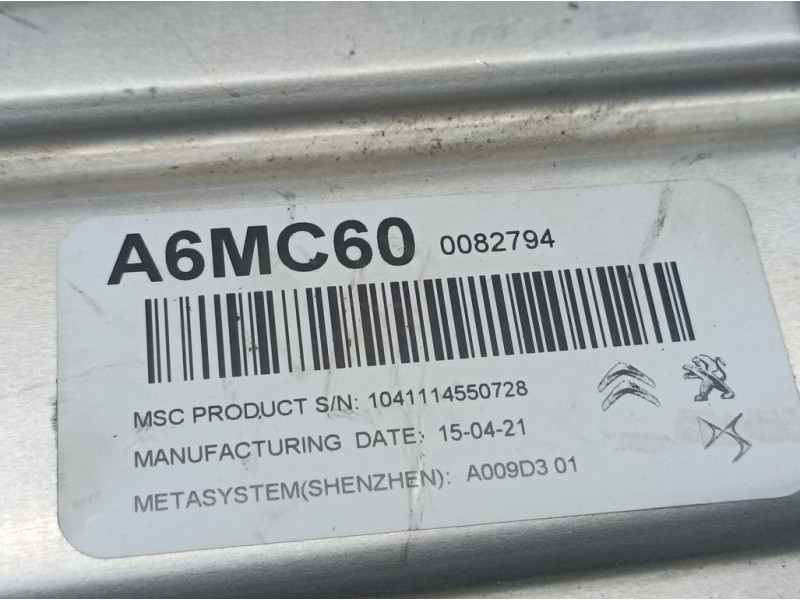 A6MC60 0082794
MSC PRODUCT S/N: 1041114550728
MANUFACTURING DATE: 15-04-21
METASYSTEM(SHENZHEN): A009D3 01